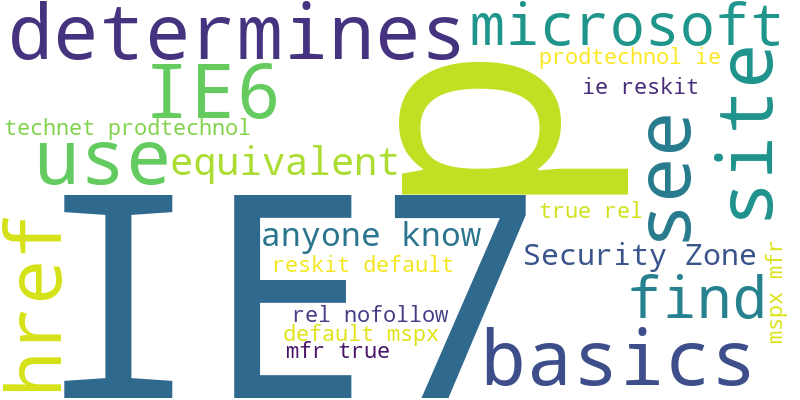 determines
microsoft
prodtechnol ie
IE6
ie reskit
site
technet prodtechnol
use
equivalent
p
see
IE7
true rel
href
anyone know
Security Zone
reskit default
mspx mfr
find
rel nofollow
default mspx
mfr true
basics